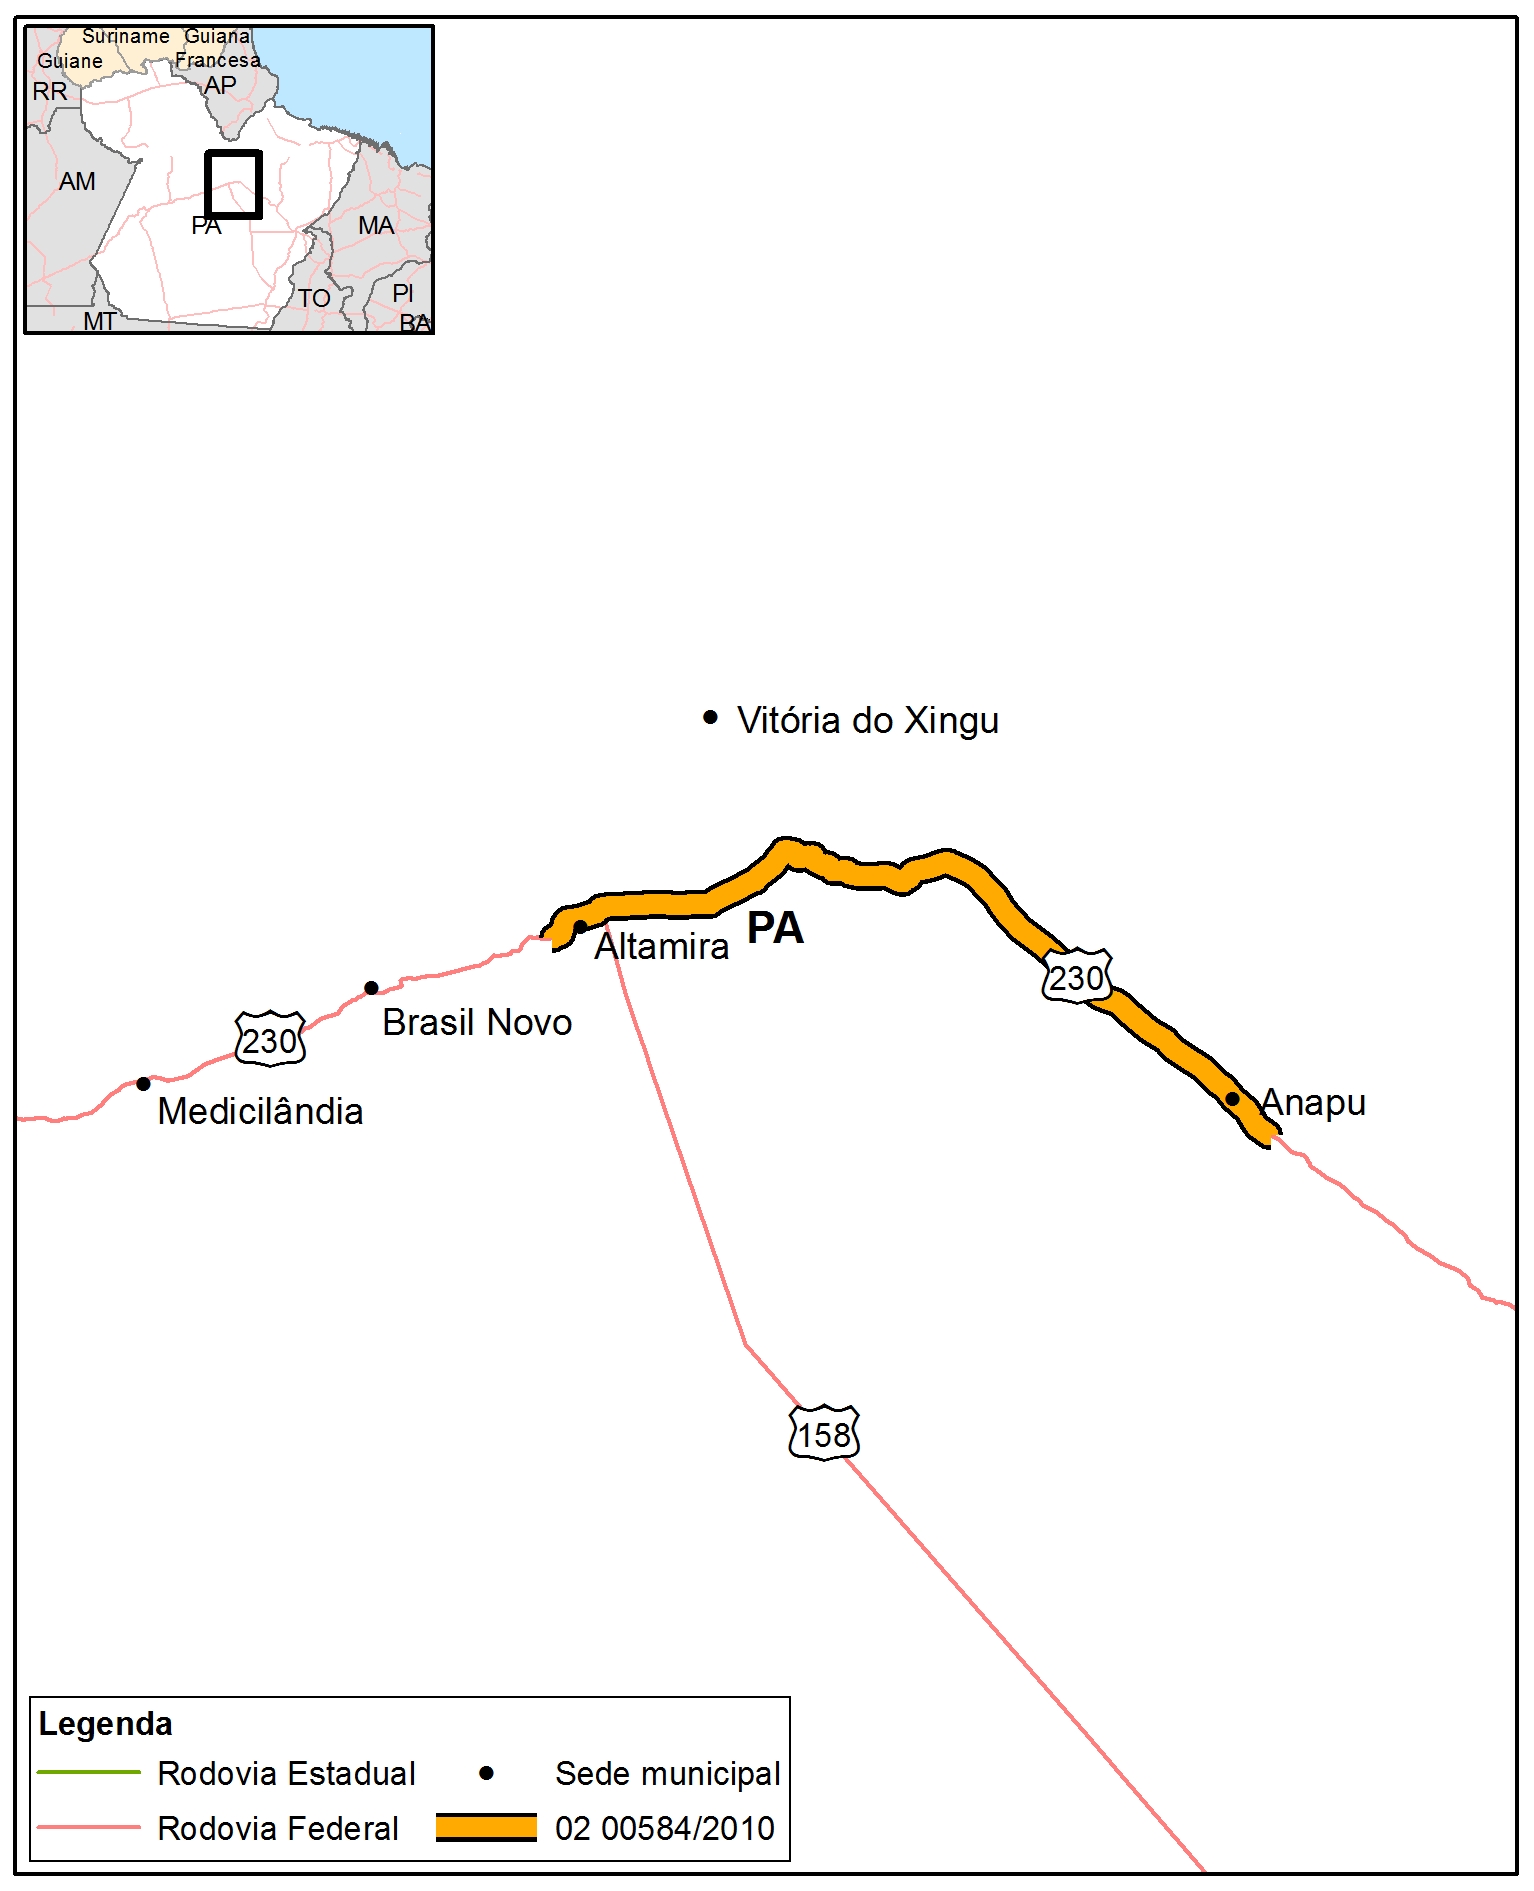 Suriname Guiana
Guiane Francesa
RR AP
AM
PA MA
TO PI
MT BA
Vitória do Xingu
PA
Altamira
230
Brasil Novo
230
Medicilândia
Anapu
158
Legenda
Rodovia Estadual Sede municipal
Rodovia Federal 02 00584/2010